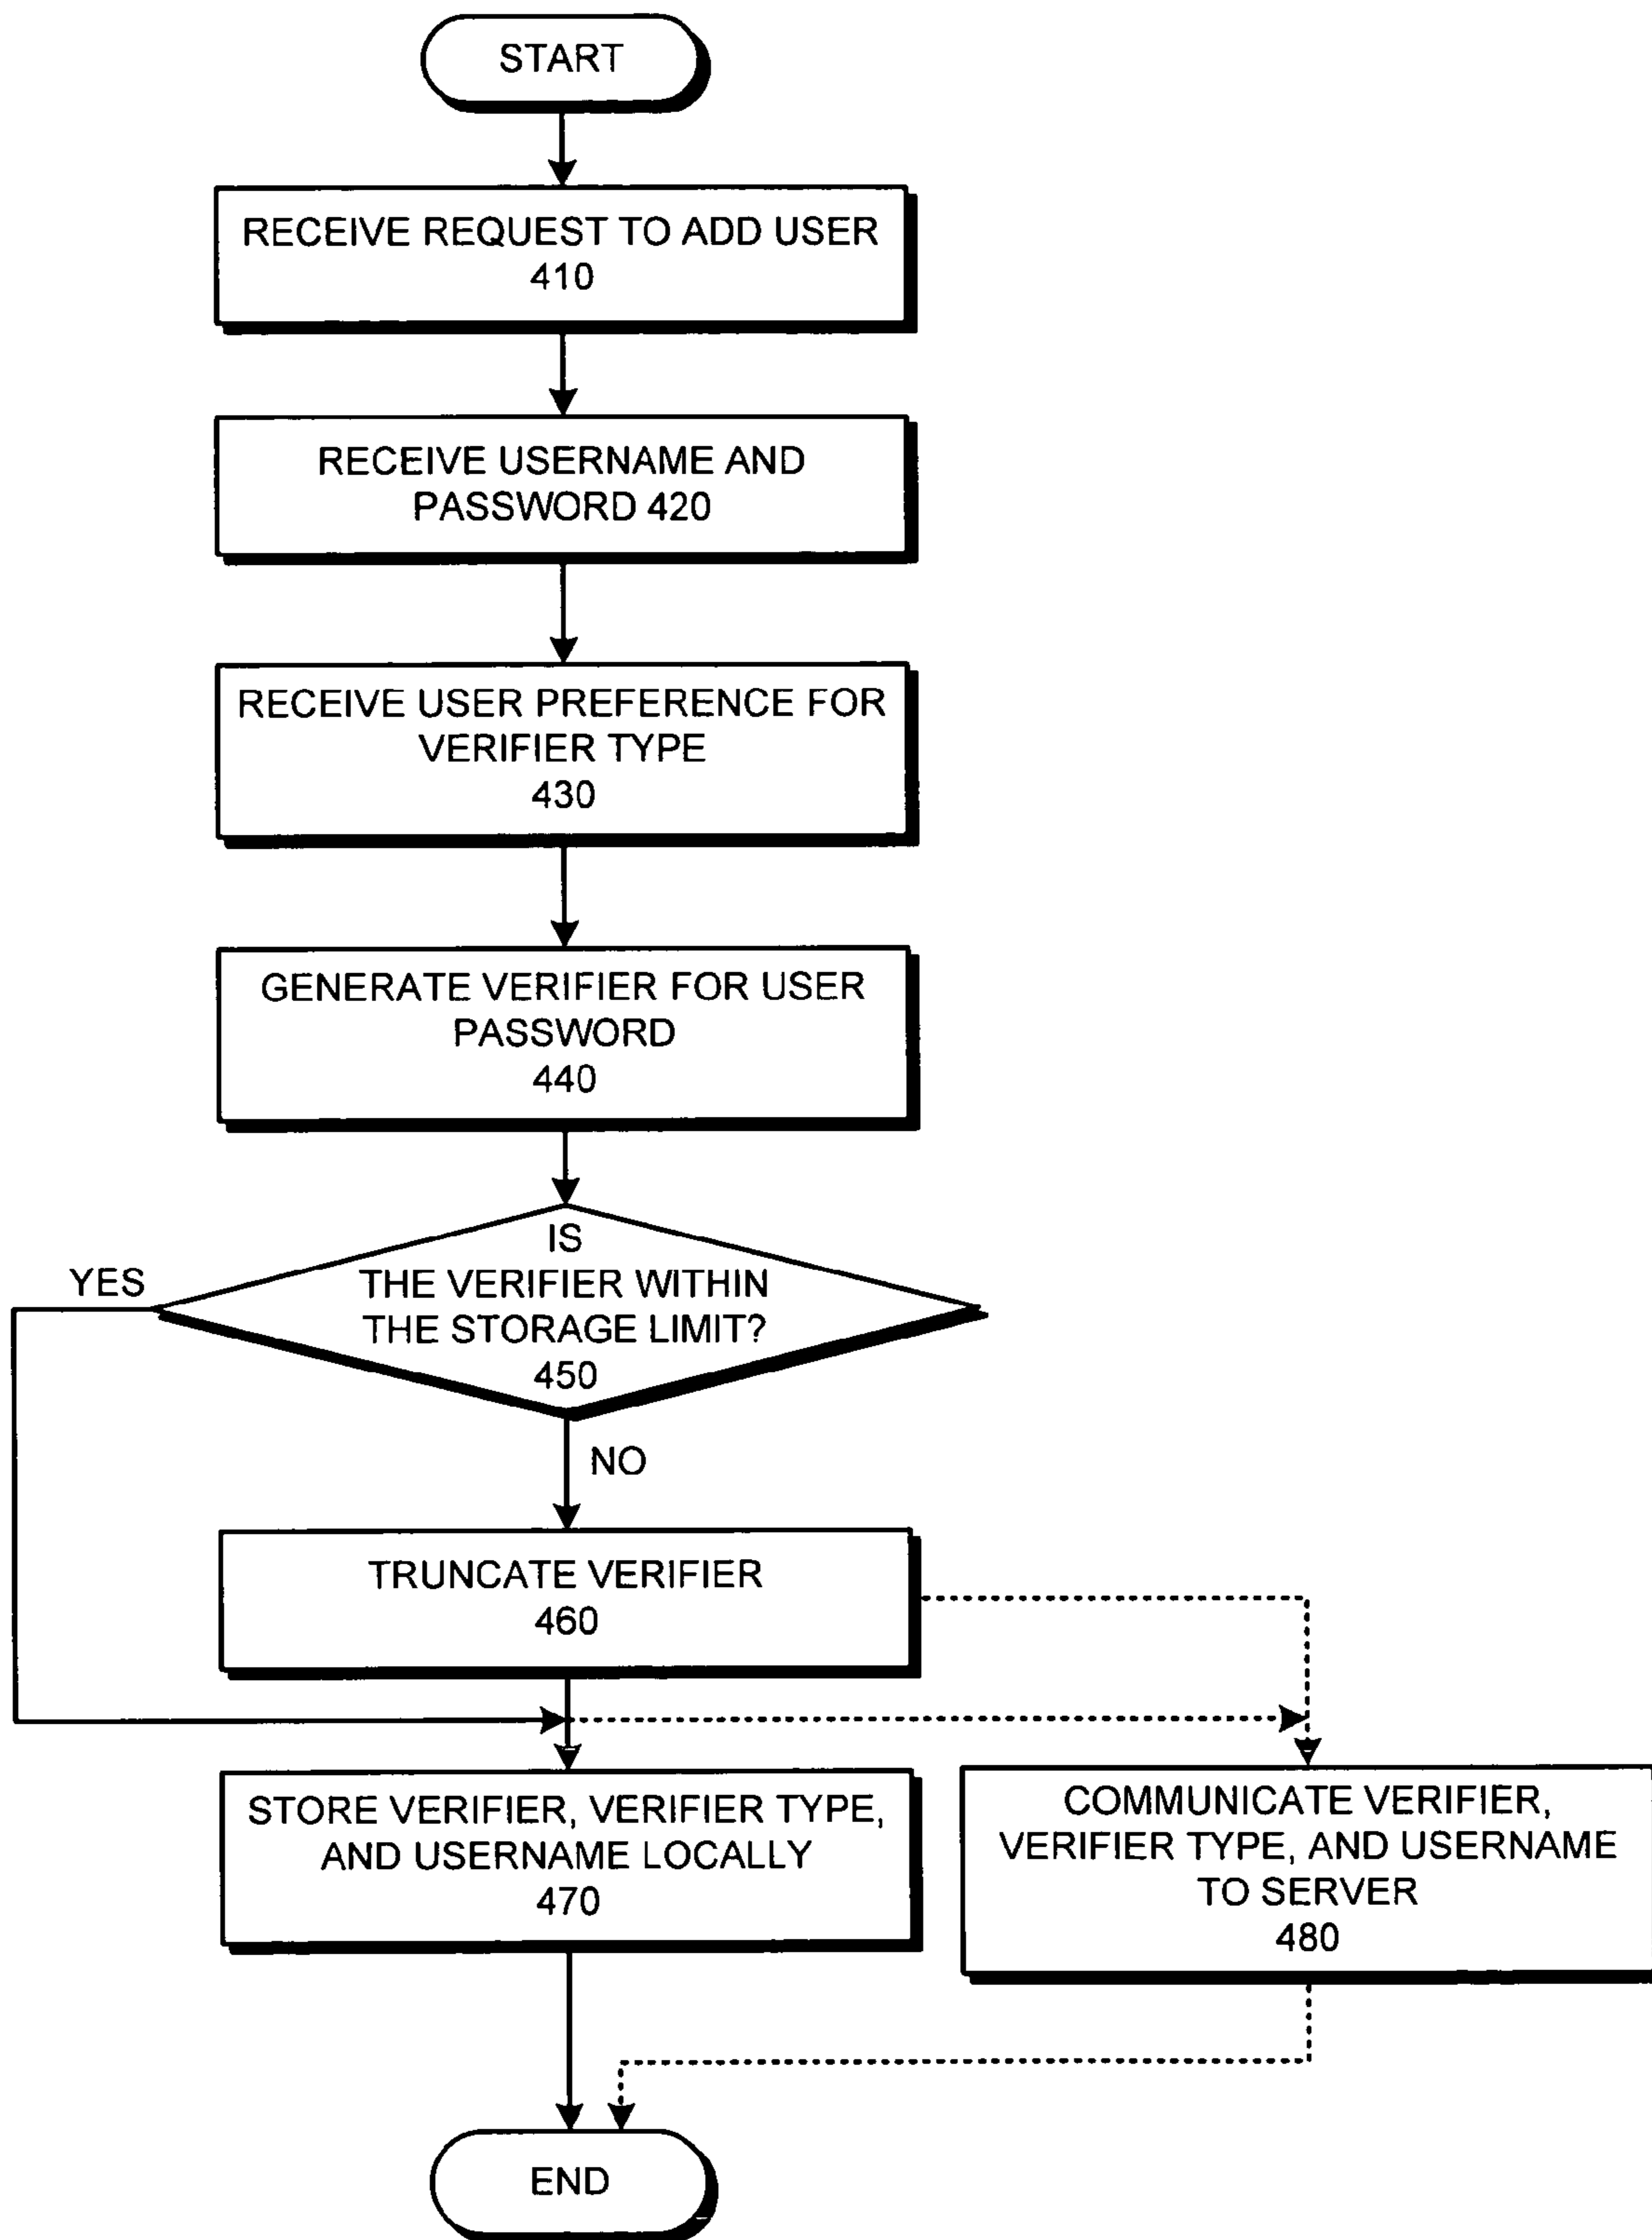 START
RECEIVE REQUEST TO ADD USER
410
RECEIVE USERNAME AND
PASSWORD 420
RECEIVE USER PREFERENCE FOR
VERIFIER TYPE
430
GENERATE VERIFIER FOR USER
PASSWORD
440
IS
THE VERIFIER WITHIN
THE STORAGE LIMIT?
450
YES
NO
TRUNCATE VERIFIER
460
STORE VERIFIER, VERIFIER TYPE,
AND USERNAME LOCALLY
470
COMMUNICATE VERIFIER,
VERIFIER TYPE, AND USERNAME
TO SERVER
480
END